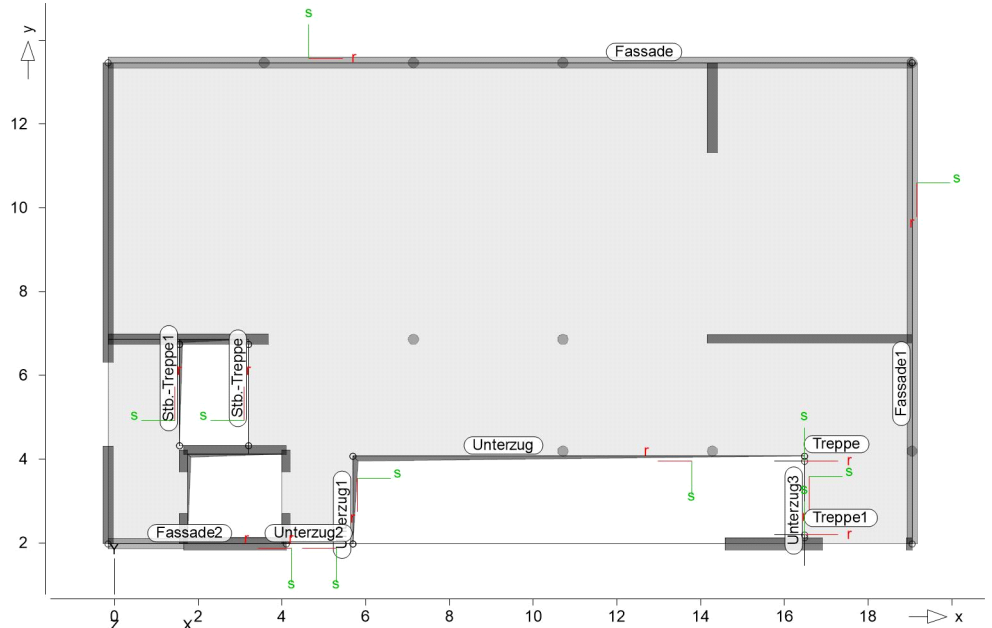 s
y
Fassade
r
12
10
s
r
8
6
Stb.-Treppe1
Stb.-Treppe
r
r
s
s
Fassade1
s
4
Unterzug
r
Treppe
r
s
s
s
s
Unterzug3
r
Treppe1
r
2
Fassade2
r
Unterzug2
r
r
s
s
Y
0
2
4
6
8
10
12
14
16
18
x
Z
x